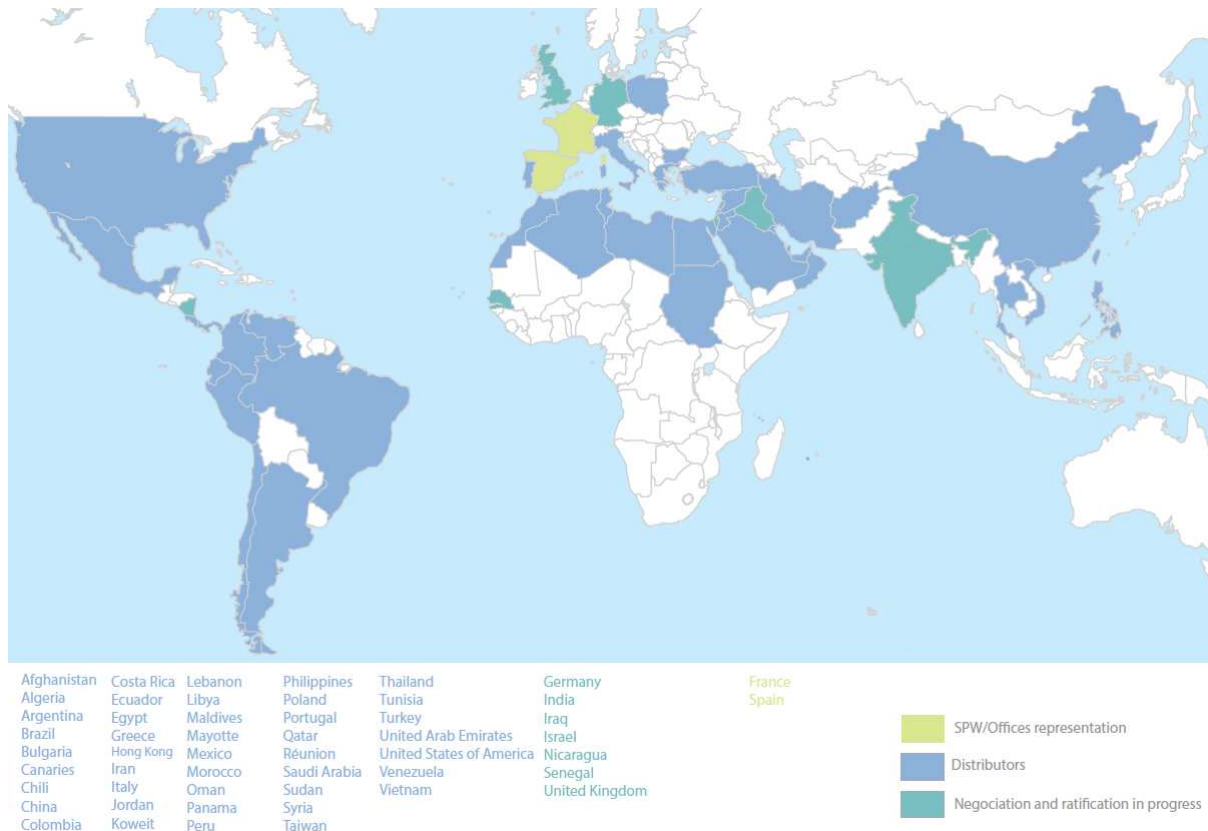 Afghanistan
Algeria
Argentina
Brazil
Bulgaria
Canaries
Chili
China
Colombia
Costa Rica
Ecuador
Egypt
Greece
Hong Kong
Iran
Italy
Jordan
Koweit
Lebanon
Libya
Maldives
Mayotte
Mexico
Morocco
Oman
Panama
Peru
Philippines
Poland
Portugal
Qatar
Réunion
Saudi Arabia
Sudan
Syria
Taiwan
Thailand
Tunisia
Turkey
United Arab Emirates
United States of America
Venezuela
Vietnam
Germany
India
Iraq
Israel
Nicaragua
Senegal
United Kingdom
France
Spain
SPW/Offices representation
Distributors
Negociation and ratification in progress